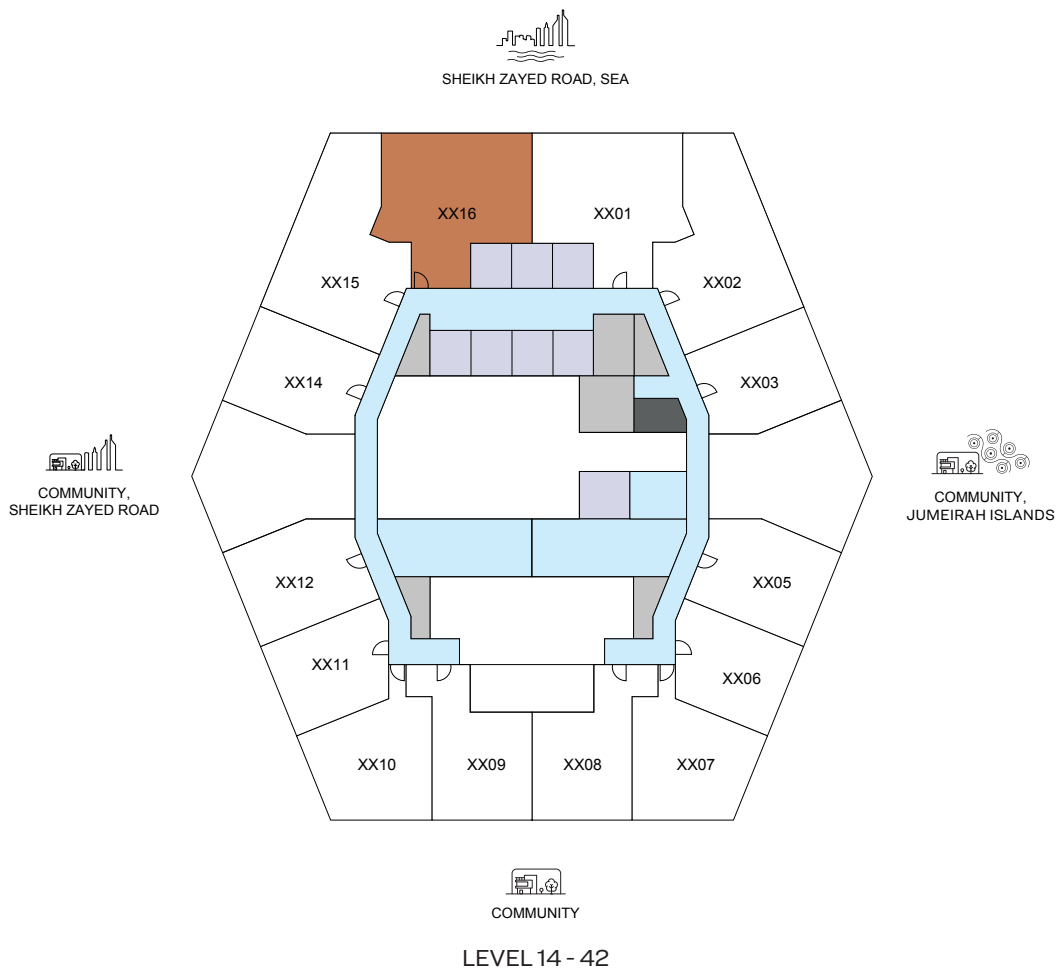 SHEIKH ZAYED ROAD, SEA
XX16
XX01
XX15
XX02
XX14
XX03
COMMUNITY,
SHEIKH ZAYED ROAD
COMMUNITY,
JUMEIRAH ISLANDS
XX12
XX05
XX11
XX06
XX10
XX09
XX08
XX07
COMMUNITY
LEVEL 14 - 42